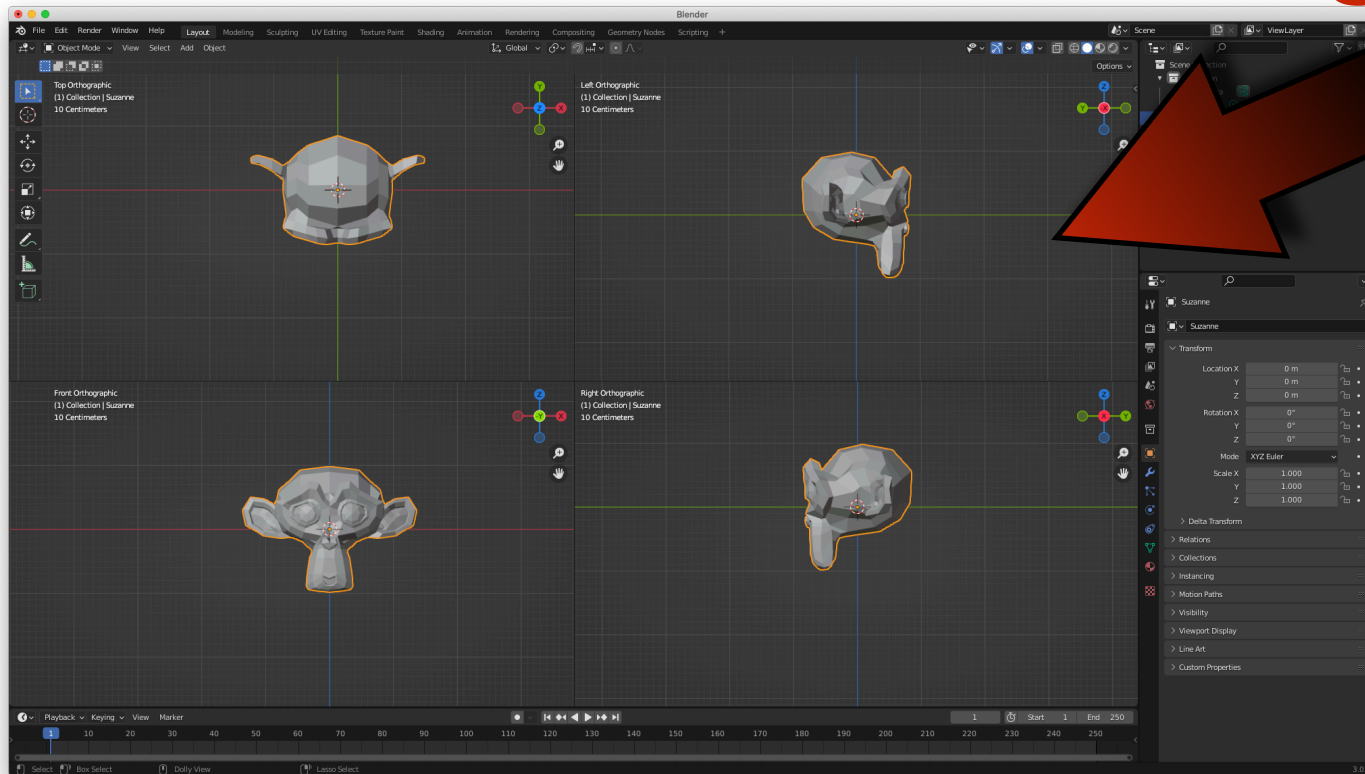 Blender
File Edit Render Window Help Layout Modeling Sculpting UV Editing Texture Paint Shading Animation Rendering Compositing Geometry Nodes Scripting + Scene ViewLayer
Object Mode View Select Add Object Global
Options
Top Orthographic
(1) Collection | Suzanne
10 Centimeters
Y
Z
X
Left Orthographic
(1) Collection | Suzanne
10 Centimeters
Z
Y
X
Scene
Front Orthographic
(1) Collection | Suzanne
10 Centimeters
Z
Y
X
Right Orthographic
(1) Collection | Suzanne
10 Centimeters
Z
X
Y
Suzanne
Suzanne
Transform
Location X 0 m
Y 0 m
Z 0 m
Rotation X 0°
Y 0°
Z 0°
Mode XYZ Euler
Scale X 1.000
Y 1.000
Z 1.000
Delta Transform
Relations
Collections
Instancing
Motion Paths
Visibility
Viewport Display
Line Art
Custom Properties
Playback Keying View Marker 1 Start 1 End 250
1 10 20 30 40 50 60 70 80 90 100 110 120 130 140 150 160 170 180 190 200 210 220 230 240 250
Select Box Select Dolly View Lasso Select 3.0